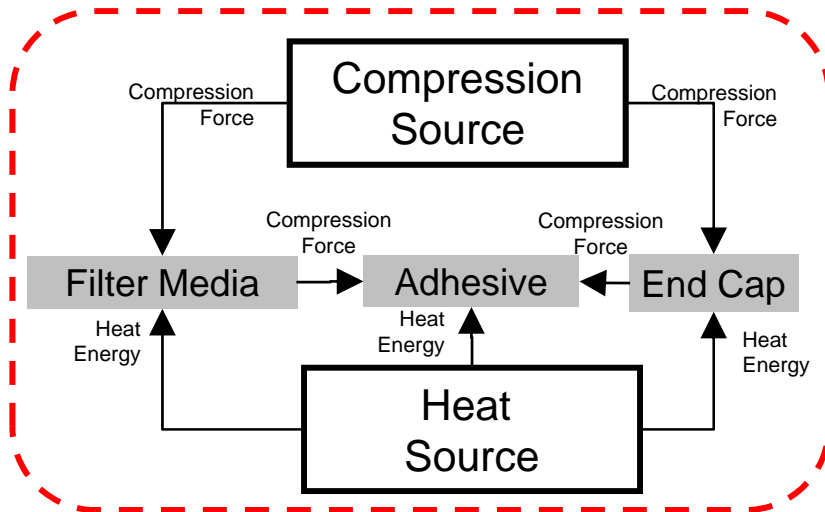 Compression
Source
Compression
Force
Compression
Force
Compression
Force
Compression
Force
Filter Media
Adhesive
End Cap
Heat
Energy
Heat
Energy
Heat
Energy
Heat
Source